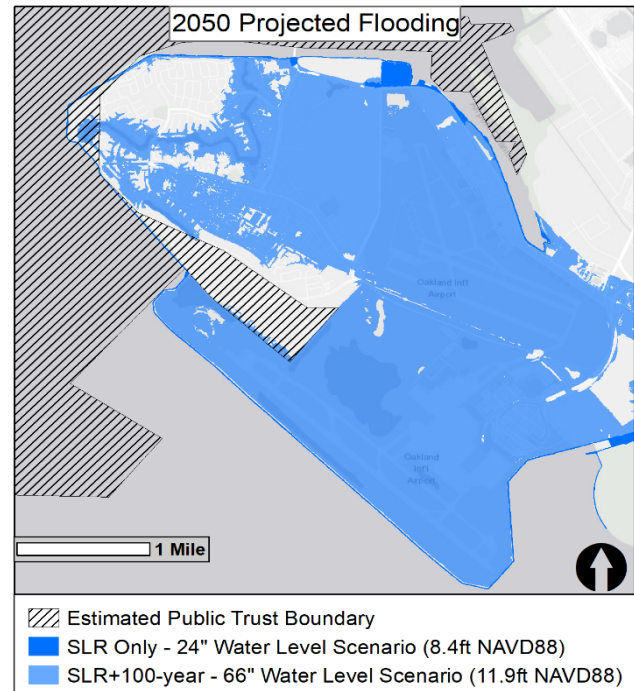 2050 Projected Flooding
Oakland Int'l
Airport
Oakland
Int'l
Airport
1 Mile
Estimated Public Trust Boundary
SLR Only - 24" Water Level Scenario (8.4ft NAVD88)
SLR+100-year - 66" Water Level Scenario (11.9ft NAVD88)